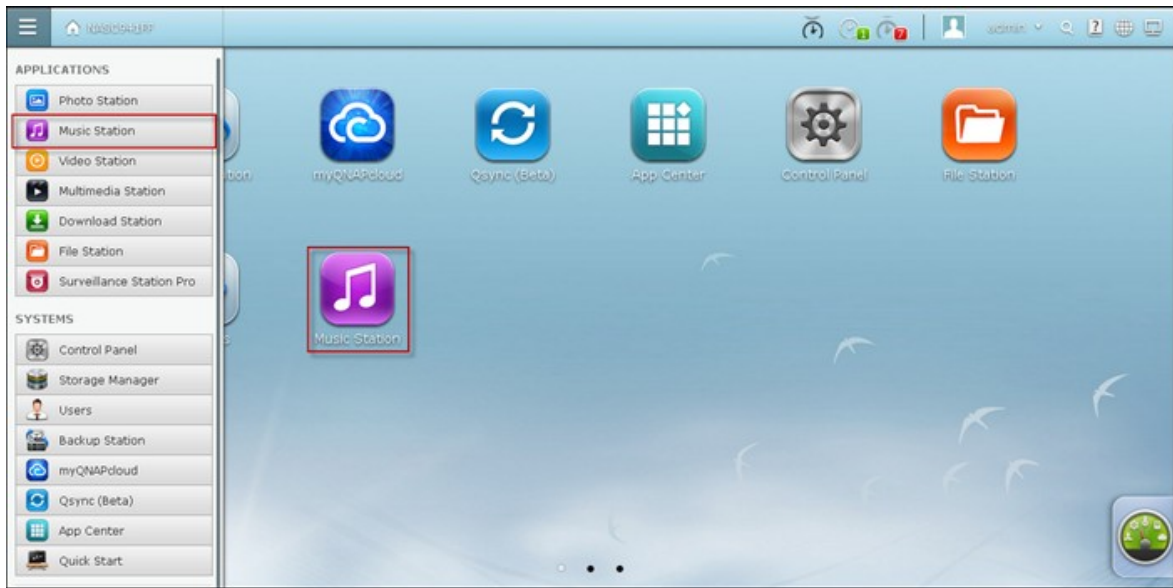 admin
1
7
?
APPLICATIONS
Photo Station
Music Station
Video Station
Multimedia Station
Download Station
File Station
Surveillance Station Pro
SYSTEMS
Control Panel
Storage Manager
Users
Backup Station
myQNAPcloud
Qsync (Beta)
App Center
Quick Start
myQNAPcloud
Qsync (Beta)
App Center
Control Panel
File Station
Music Station